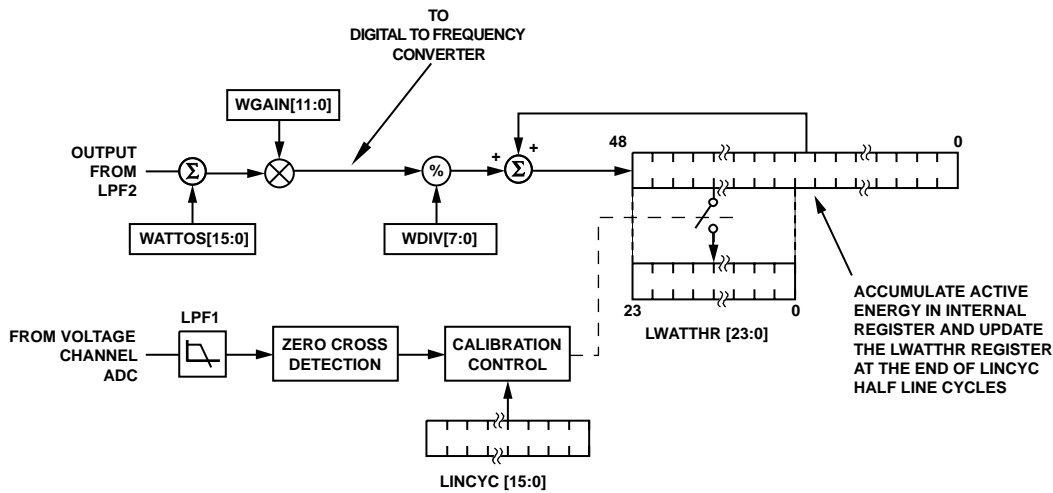 TO
DIGITAL TO FREQUENCY
CONVERTER
WGAIN[11:0]
OUTPUT
FROM
LPF2
Σ
%
+
+
Σ
48
0
WATTOS[15:0]
WDIV[7:0]
23
0
LWATTHR [23:0]
ACCUMULATE ACTIVE
ENERGY IN INTERNAL
REGISTER AND UPDATE
THE LWATTHR REGISTER
AT THE END OF LINCYC
HALF LINE CYCLES
FROM VOLTAGE
CHANNEL
ADC
LPF1
ZERO CROSS
DETECTION
CALIBRATION
CONTROL
LINCYC [15:0]